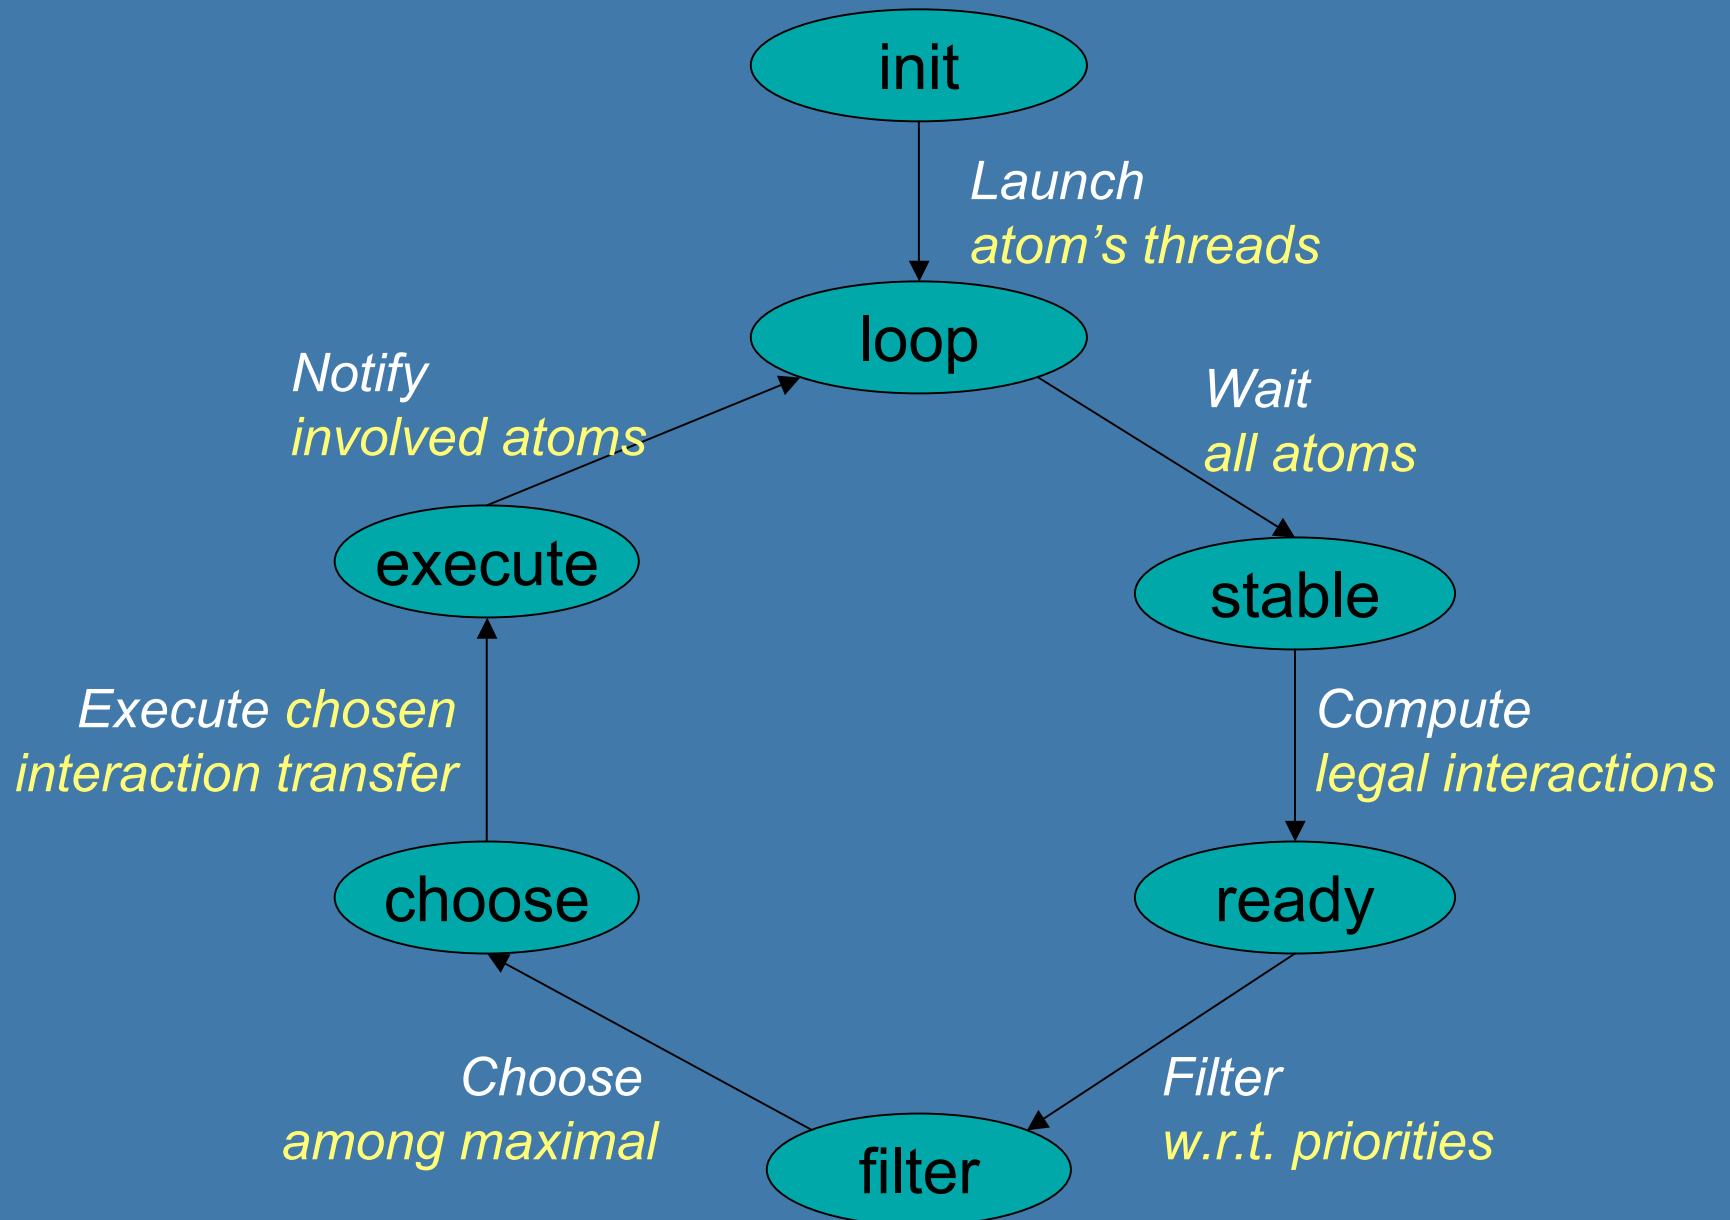 init
Launch
atom’s threads
loop
Notify
involved atoms
Wait
all atoms
execute
stable
Execute chosen
interaction transfer
Compute
legal interactions
choose
ready
Choose
among maximal
Filter
w.r.t. priorities
filter